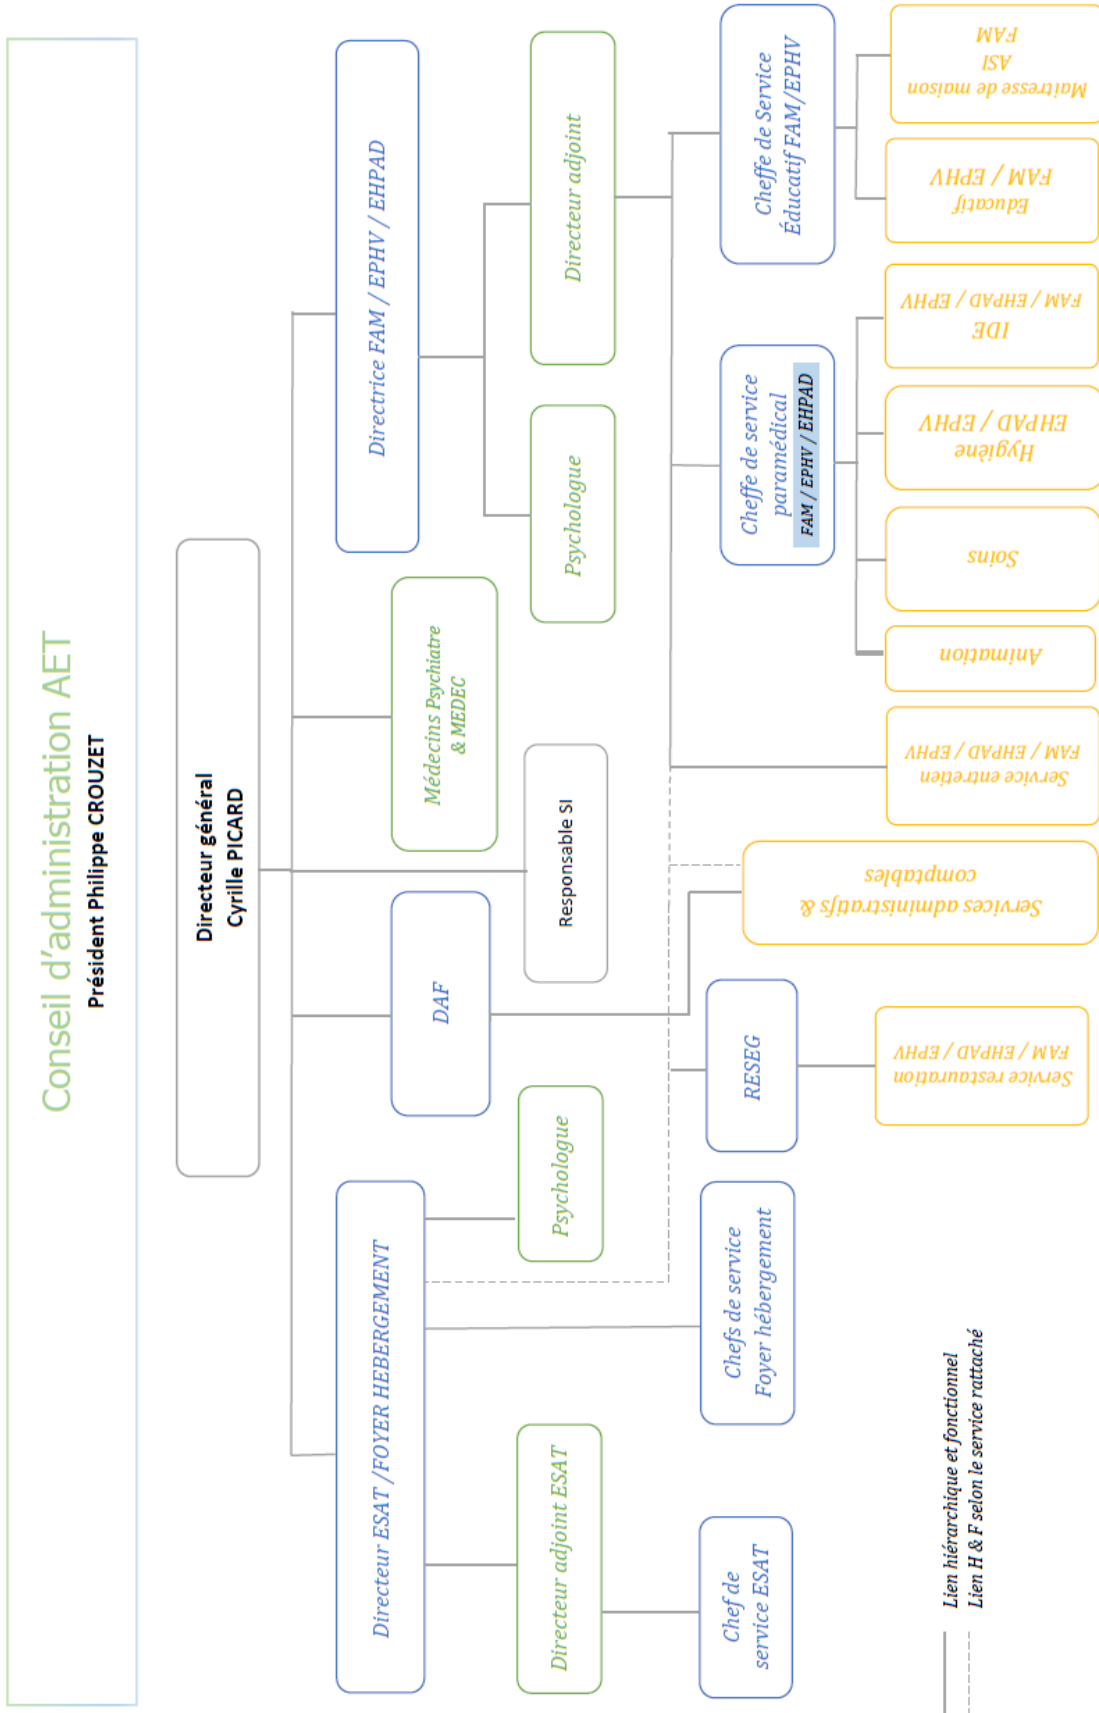 Conseil d'administration AET
Président Philippe CROUZET
Directeur général
Cyrille PICARD
Directeur ESAT /FOYER HEBERGEMENT
DAF
Médecins Psychiatre
& MEDEC
Directrice FAM / EPHV / EHPAD
Directeur adjoint ESAT
Psychologue
Responsable SI
Psychologue
Directeur adjoint
Chef de
service ESAT
Chefs de service
Foyer hébergement
RESEG
Cheffe de service
paramédical
FAM / EPHV / EHPAD
Cheffe de Service
Éducatif FAM/EPHV
Service restauration
FAM / EHPAD / EPHV
Services administratifs &
comptables
Service entretien
FAM / EHPAD / EPHV
Animation
Soins
Hygiène
EHPAD / EPHV
IDE
FAM / EHPAD / EPHV
Educatif
FAM / EPHV
Maitresse de maison
ASI
FAM
Lien hiérarchique et fonctionnel
Lien H & F selon le service rattaché